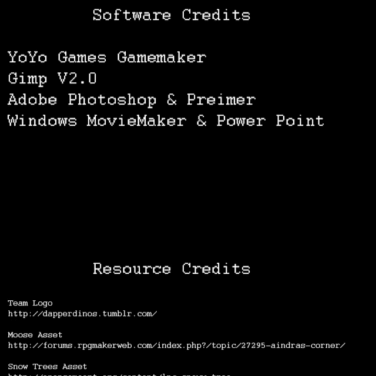 Software Credits
YoYo Games Gamemaker
Gimp V2.0
Adobe Photoshop & Preimer
Windows MovieMaker & Power Point
Resource Credits
Team Logo
http://dapperdinos.tumblr.com/
Moose Asset
http://forums.rpgmakerweb.com/index.php?/topic/27295-aindras-corner/
Snow Trees Asset